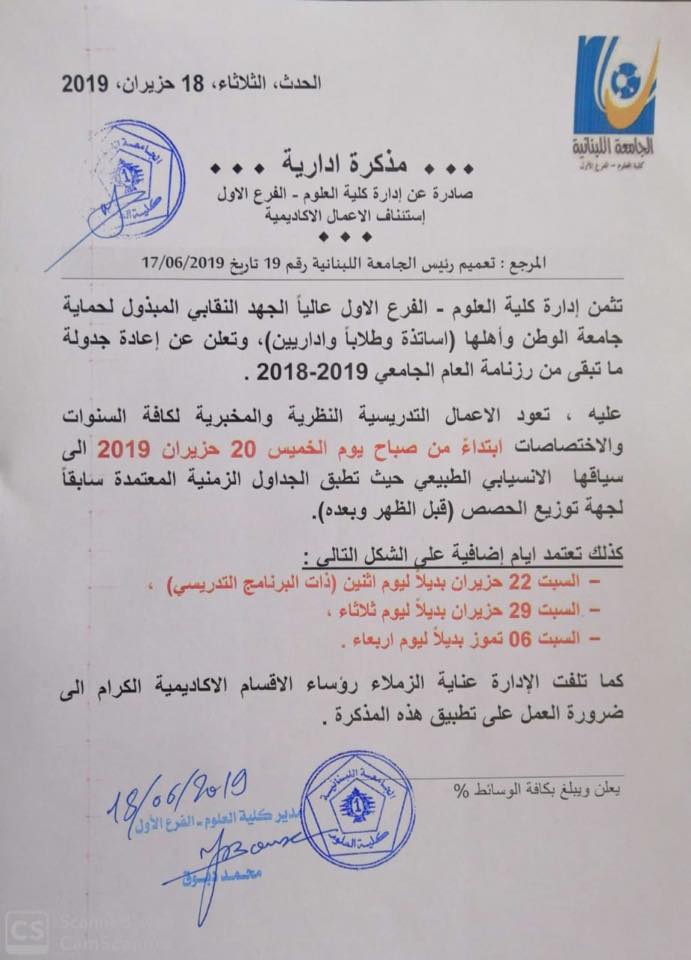 الجامعة اللبنانية
كلية العلوم - الفرع الأول
الحدث، الثلاثاء، 18 حزيران، 2019
مذكرة ادارية
صادرة عن إدارة كلية العلوم - الفرع الاول
إستئناف الاعمال الاكاديمية
المرجع : تعميم رئيس الجامعة اللبنانية رقم 19 تاريخ 17/06/2019
تثمن إدارة كلية العلوم - الفرع الاول عالياً الجهد النقابي المبذول لحماية
جامعة الوطن وأهلها (اساتذة وطلاباً واداريين)، وتعلن عن إعادة جدولة
ما تبقى من رزنامة العام الجامعي 2019-2018 .
عليه ، تعود الاعمال التدريسية النظرية والمخبرية لكافة السنوات
والاختصاصات ابتداءً من صباح يوم الخميس 20 حزيران 2019 الى
سياقها الانسيابي الطبيعي حيث تطبق الجداول الزمنية المعتمدة سابقاً
لجهة توزيع الحصص (قبل الظهر وبعده).
كذلك تعتمد ايام إضافية على الشكل التالي :
– السبت 22 حزيران بديلاً ليوم اثنين (ذات البرنامج التدريسي) ،
– السبت 29 حزيران بديلاً ليوم ثلاثاء ،
– السبت 06 تموز بديلاً ليوم اربعاء .
كما تلفت الإدارة عناية الزملاء رؤساء الاقسام الاكاديمية الكرام الى
ضرورة العمل على تطبيق هذه المذكرة .
يعلن ويبلغ بكافة الوسائط %
18/06/2019
مدير كلية العلوم - الفرع الأول
محمد دبوق
الجامعة اللبنانية
1
كلية العلوم
CS
CamScanner